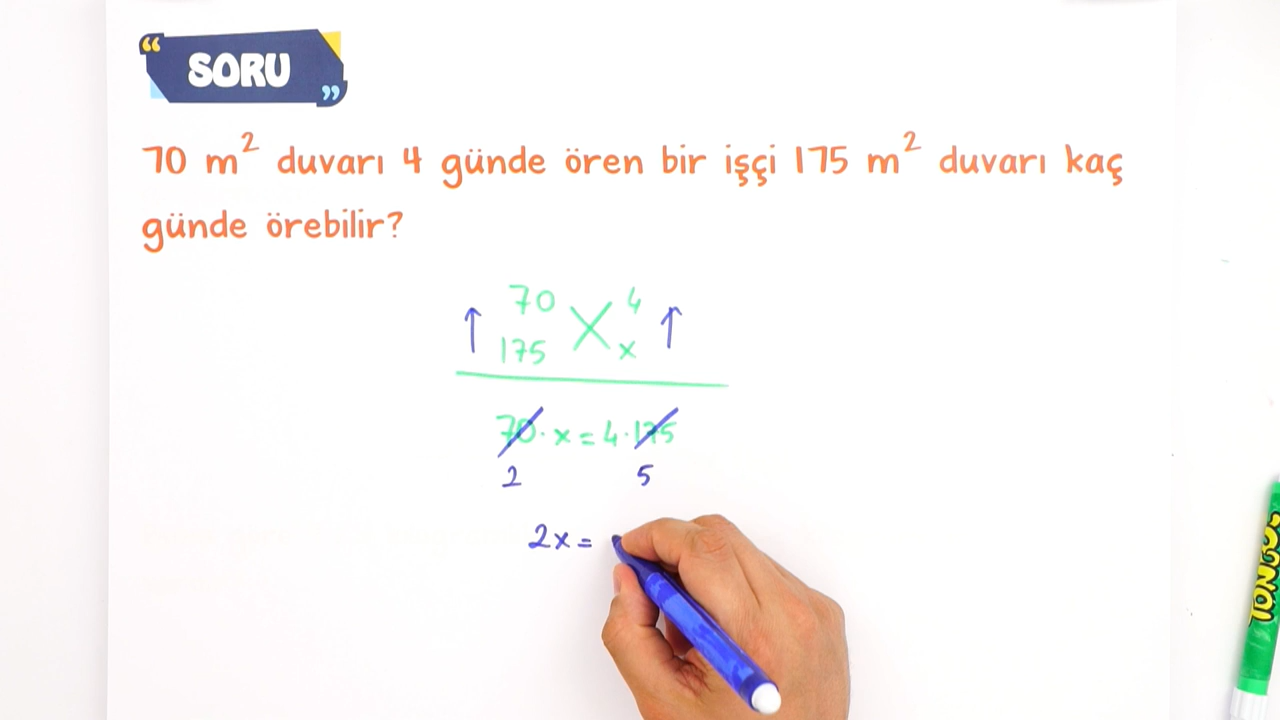 SORU
70 m² duvarı 4 günde ören bir işçi 175 m² duvarı kaç
günde örebilir?
↑ 70 X 4 ↑
175 x
70 · x = 4 · 175
2 5
2x =